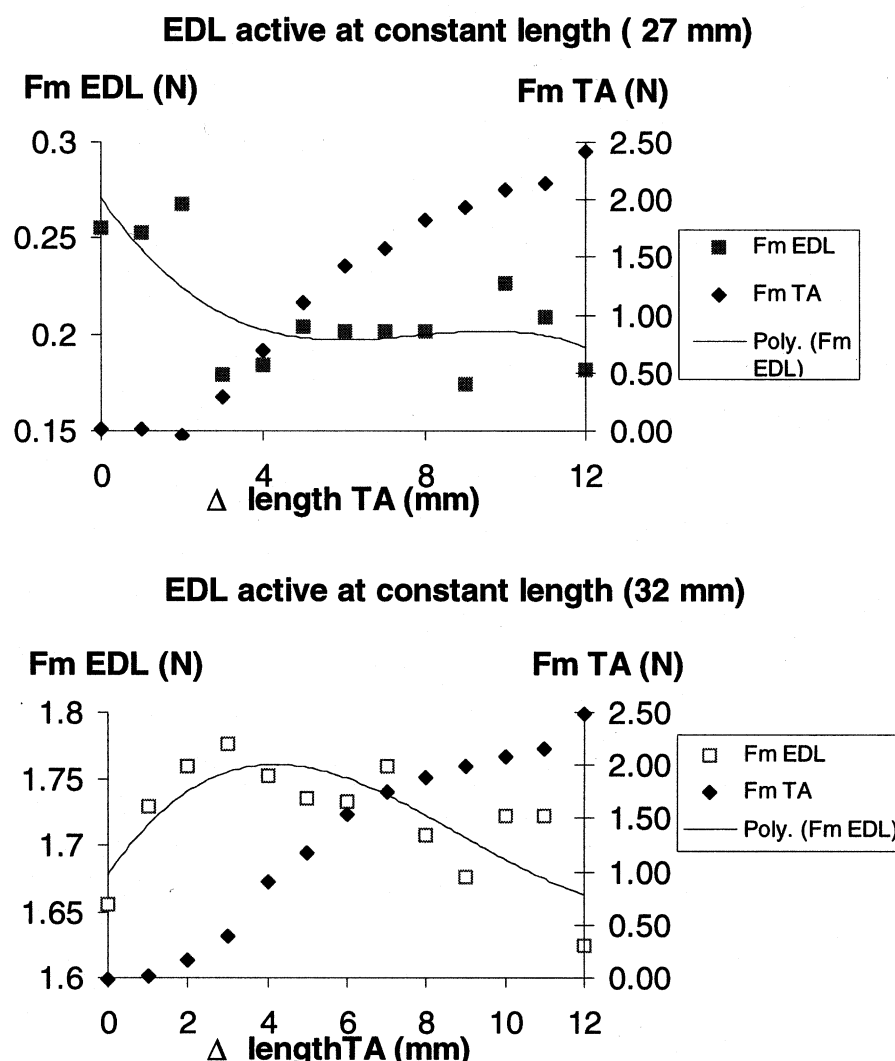 EDL active at constant length ( 27 mm)
Fm EDL (N)
Fm TA (N)
0.3
0.25
0.2
0.15
2.50
2.00
1.50
1.00
0.50
0.00
0 4 8 12
Δ length TA (mm)
Fm EDL
Fm TA
Poly. (Fm
EDL)
EDL active at constant length (32 mm)
Fm EDL (N)
Fm TA (N)
1.8
1.75
1.7
1.65
1.6
2.50
2.00
1.50
1.00
0.50
0.00
0 2 4 6 8 10 12
Δ lengthTA (mm)
Fm EDL
Fm TA
Poly. (Fm EDL)